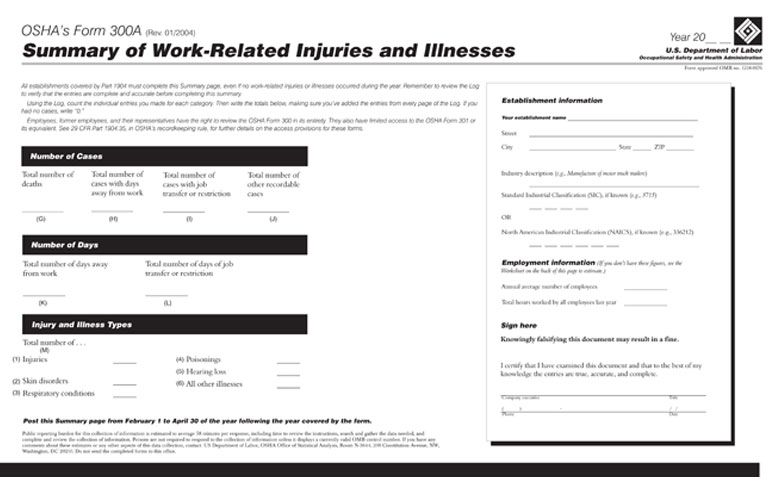 OSHA's Form 300A (Rev. 01/2004)
Summary of Work-Related Injuries and Illnesses
Year 20__ __
U.S. Department of Labor
Occupational Safety and Health Administration
Form approved OMB no. 1218-0176
All establishments covered by Part 1904 must complete this Summary page, even if no work-related injuries or illnesses occurred during the year. Remember to review the Log
to verify that the entries are complete and accurate before completing this summary.
Using the Log, count the individual entries you made for each category. Then write the totals below, making sure you've added the entries from every page of the Log. If you
had no cases, write "0."
Employees, former employees, and their representatives have the right to review the OSHA Form 300 in its entirety. They also have limited access to the OSHA Form 301 or
its equivalent. See 29 CFR Part 1904.35, in OSHA's recordkeeping rule, for further details on the access provisions for these forms.
Number of Cases
Total number of deaths
Total number of cases with days away from work
Total number of cases with job transfer or restriction
Total number of other recordable cases
(G) (H) (I) (J)
Number of Days
Total number of days away from work
Total number of days of job transfer or restriction
(K) (L)
Injury and Illness Types
Total number of . . .
(M)
(1) Injuries
(2) Skin disorders
(3) Respiratory conditions
(4) Poisonings
(5) Hearing loss
(6) All other illnesses
Post this Summary page from February 1 to April 30 of the year following the year covered by the form.
Public reporting burden for this collection of information is estimated to average 58 minutes per response, including time to review the instructions, search and gather the data needed, and
complete and review the collection of information. Persons are not required to respond to the collection of information unless it displays a currently valid OMB control number. If you have any
comments about these estimates or any other aspects of this data collection, contact: US Department of Labor, OSHA Office of Statistical Analysis, Room N-3644, 200 Constitution Avenue, NW,
Washington, DC 20210. Do not send the completed forms to this office.
Establishment information
Your establishment name
Street
City State ZIP
Industry description (e.g., Manufacture of motor truck trailers)
Standard Industrial Classification (SIC), if known (e.g., 3715)
OR
North American Industrial Classification (NAICS), if known (e.g., 336212)
Employment information (If you don't have these figures, see the
Worksheet on the back of this page to estimate.)
Annual average number of employees
Total hours worked by all employees last year
Sign here
Knowingly falsifying this document may result in a fine.
I certify that I have examined this document and that to the best of my
knowledge the entries are true, accurate, and complete.
Company executive Title
( ) - / /
Phone Date